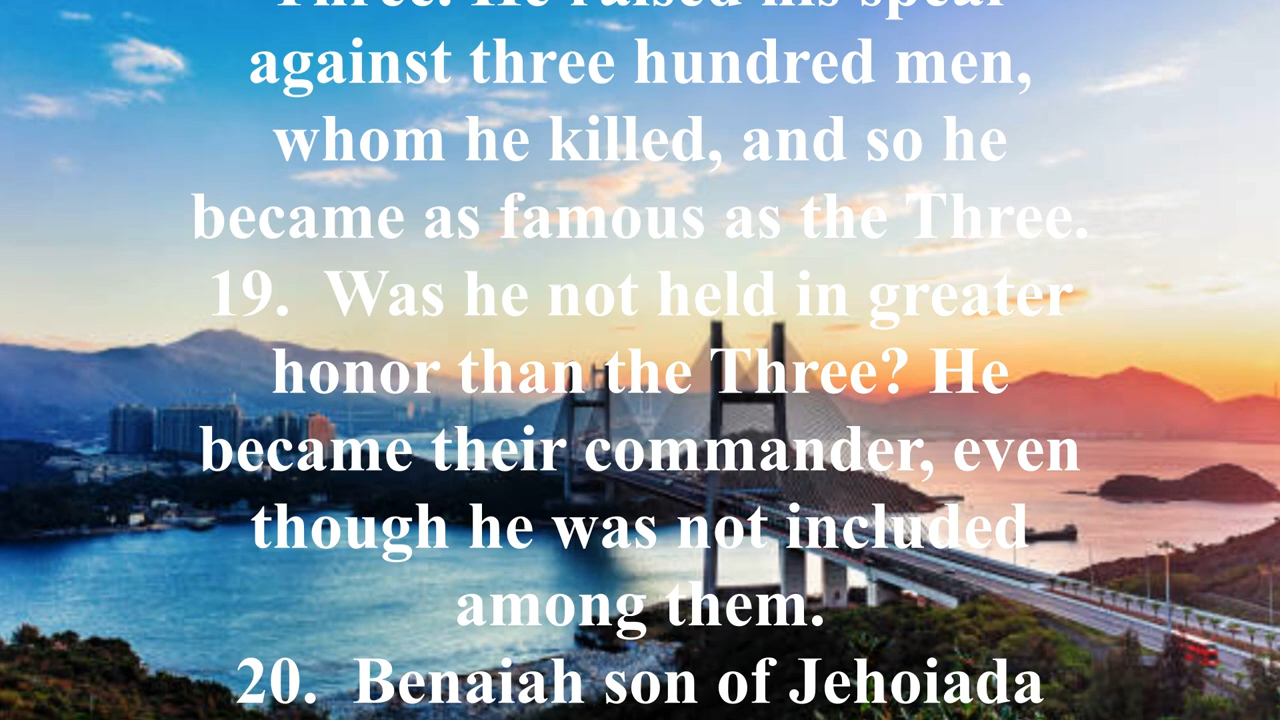 Three. He raised his spear
against three hundred men,
whom he killed, and so he
became as famous as the Three.
19. Was he not held in greater
honor than the Three? He
became their commander, even
though he was not included
among them.
20. Benaiah son of Jehoiada